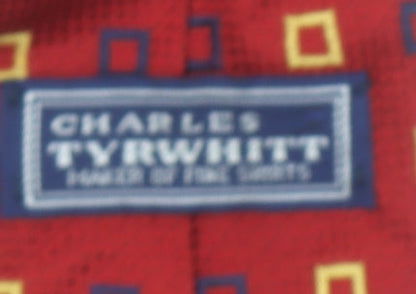 CHARLES
TYRWHITT
MAKER OF FINE SHIRTS